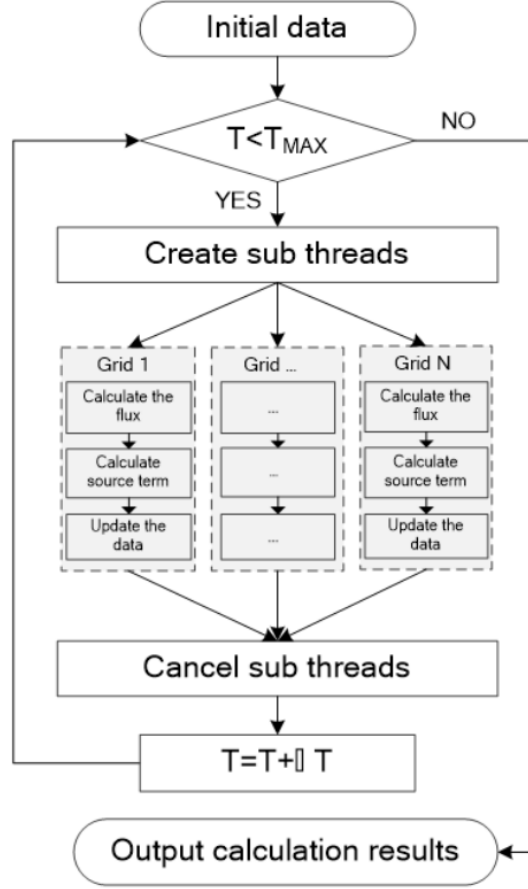 Initial data
T<TMAX
NO
YES
Create sub threads
Grid 1
Grid ...
Grid N
Calculate the
flux
...
Calculate the
flux
Calculate
source term
...
Calculate
source term
Update the
data
...
Update the
data
Cancel sub threads
T=T+▯ T
Output calculation results